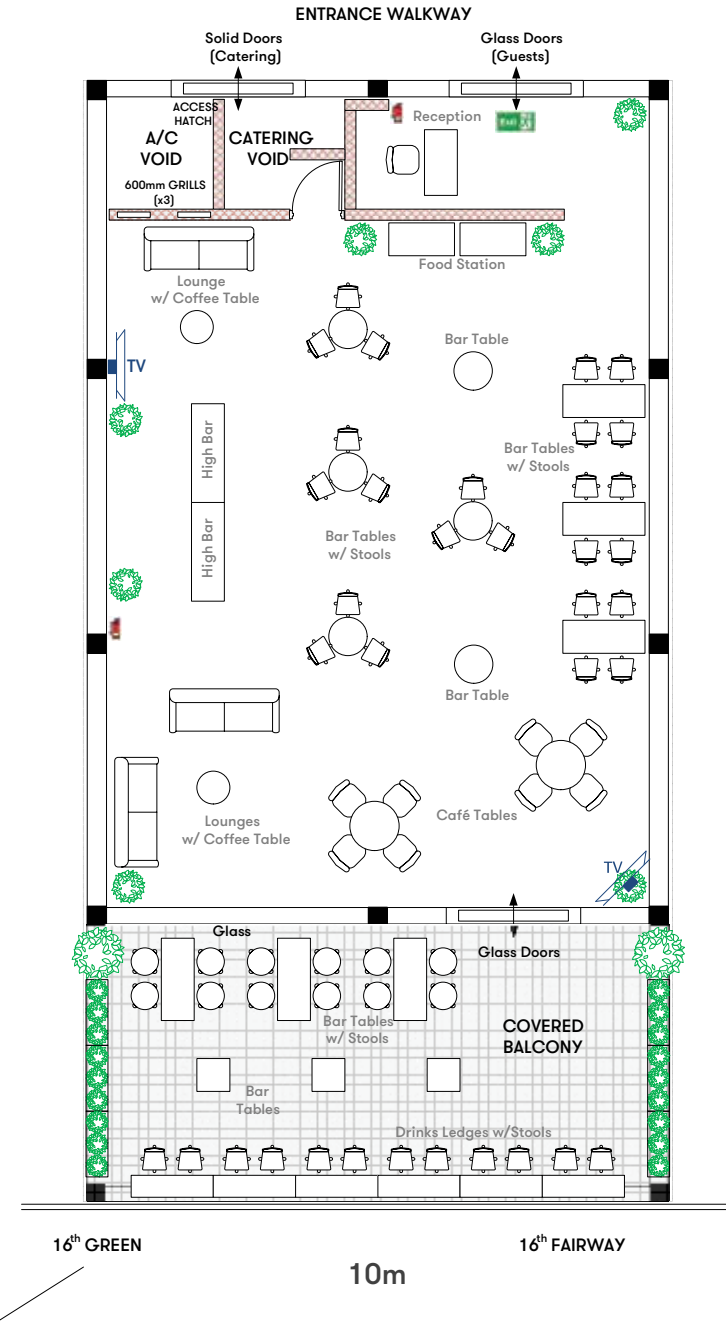 ENTRANCE WALKWAY
Solid Doors
(Catering)
Glass Doors
(Guests)
ACCESS
HATCH
A/C
VOID
CATERING
VOID
Reception
Exit
600mm GRILLS
(x3)
Food Station
Lounge
w/ Coffee Table
Bar Table
TV
High Bar
Bar Tables
w/ Stools
High Bar
Bar Tables
w/ Stools
Bar Table
Café Tables
Lounges
w/ Coffee Table
TV
Glass
Glass Doors
Bar Tables
w/ Stools
COVERED
BALCONY
Bar
Tables
Drinks Ledges w/Stools
16th GREEN
16th FAIRWAY
10m